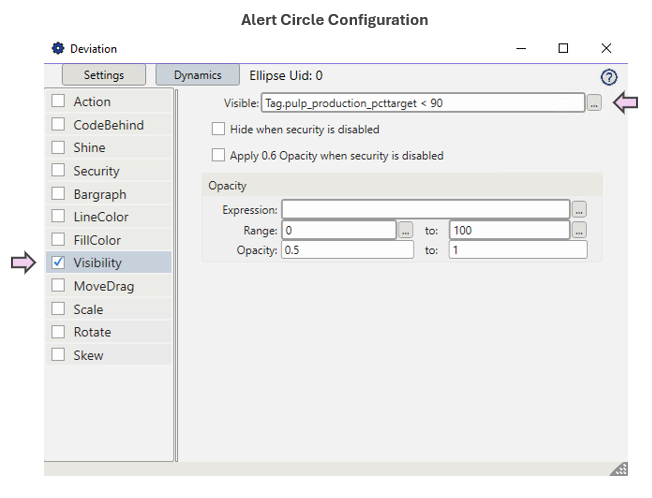 Alert Circle Configuration
Deviation
Settings
Dynamics
Ellipse Uid: 0
?
Action
CodeBehind
Shine
Security
Bargraph
LineColor
FillColor
Visibility
MoveDrag
Scale
Rotate
Skew
Visible: Tag.pulp_production_pcttarget < 90 ...
Hide when security is disabled
Apply 0.6 Opacity when security is disabled
Opacity
Expression: ...
Range: 0 ... to: 100 ...
Opacity: 0.5 to: 1